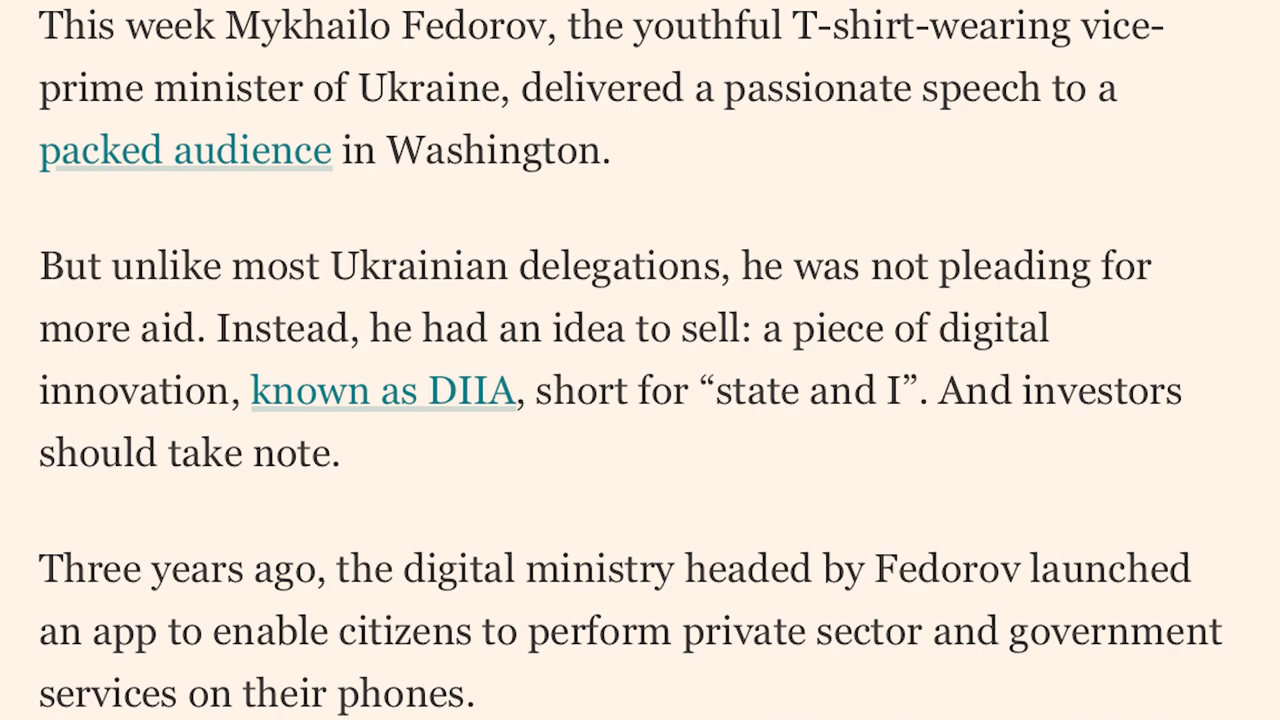 This week Mykhailo Fedorov, the youthful T-shirt-wearing vice-
prime minister of Ukraine, delivered a passionate speech to a
packed audience in Washington.
But unlike most Ukrainian delegations, he was not pleading for
more aid. Instead, he had an idea to sell: a piece of digital
innovation, known as DIIA, short for “state and I”. And investors
should take note.
Three years ago, the digital ministry headed by Fedorov launched
an app to enable citizens to perform private sector and government
services on their phones.